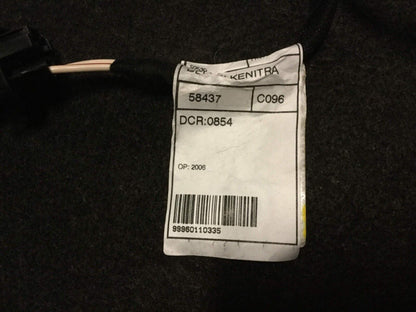 KENITRA
58437 C096
DCR:0854
OP: 2006
99960110335